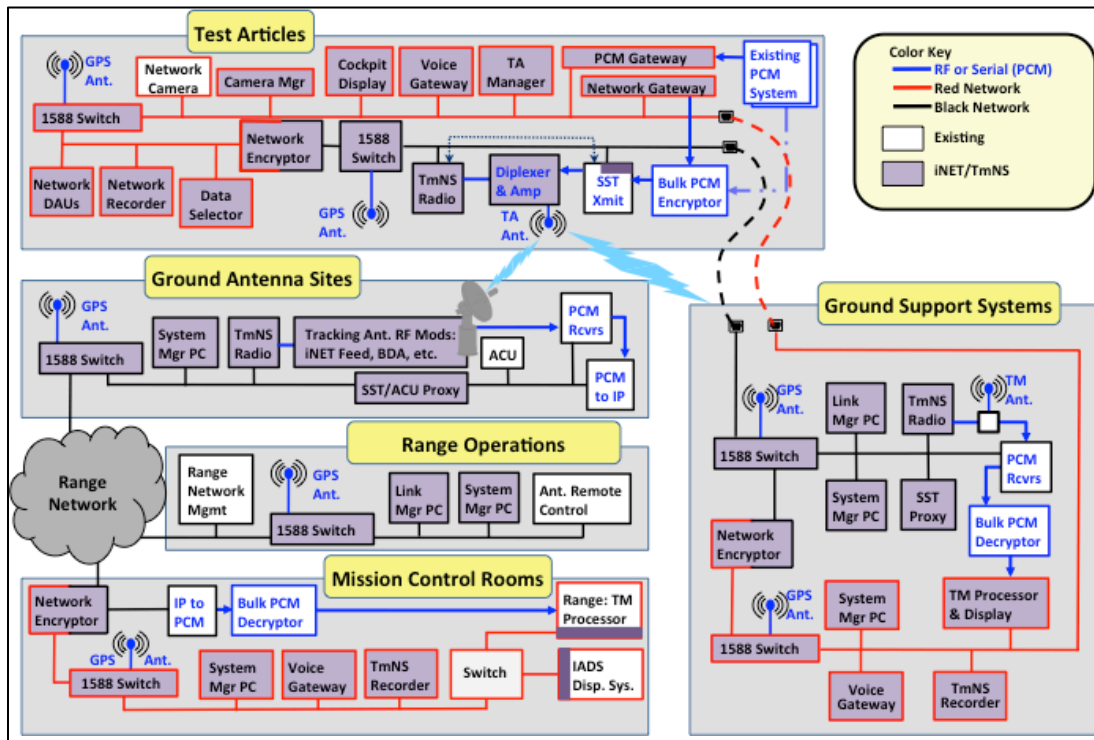 Test Articles
GPS
Ant.
Network
Camera
Camera Mgr
Cockpit
Display
Voice
Gateway
TA
Manager
PCM Gateway
Network Gateway
Existing
PCM
System
1588 Switch
Network
Encryptor
1588
Switch
Network
DAUs
Network
Recorder
Data
Selector
GPS
Ant.
TmNS
Radio
Diplexer
& Amp
TA
Ant.
SST
Xmit
Bulk PCM
Encryptor
Color Key
RF or Serial (PCM)
Red Network
Black Network
Existing
iNET/TmNS
Ground Antenna Sites
GPS
Ant.
1588 Switch
System
Mgr PC
TmNS
Radio
Tracking Ant. RF Mods:
iNET Feed, BDA, etc.
SST/ACU Proxy
ACU
PCM
Rcvrs
PCM
to IP
Range
Network
Range Operations
Range
Network
Mgmt
GPS
Ant.
1588 Switch
Link
Mgr PC
System
Mgr PC
Ant. Remote
Control
Mission Control Rooms
Network
Encryptor
IP to
PCM
Bulk PCM
Decryptor
Range: TM
Processor
GPS
Ant.
1588 Switch
System
Mgr PC
Voice
Gateway
TmNS
Recorder
Switch
IADS
Disp. Sys.
Ground Support Systems
GPS
Ant.
1588 Switch
Link
Mgr PC
System
Mgr PC
TmNS
Radio
SST
Proxy
TM
Ant.
PCM
Rcvrs
Bulk PCM
Decryptor
Network
Encryptor
GPS
Ant.
1588 Switch
System
Mgr PC
TM Processor
& Display
Voice
Gateway
TmNS
Recorder